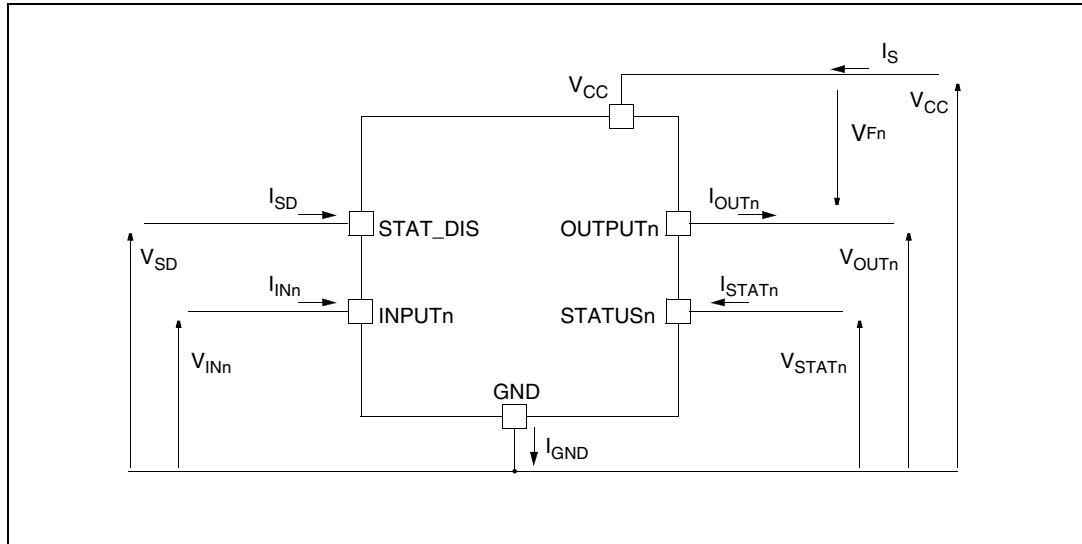 I_S
V_CC
V_CC
V_Fn
I_SD
I_OUTn
STAT_DIS
OUTPUTn
V_SD
V_OUTn
I_INn
I_STATn
INPUTn
STATUSn
V_INn
V_STATn
GND
I_GND